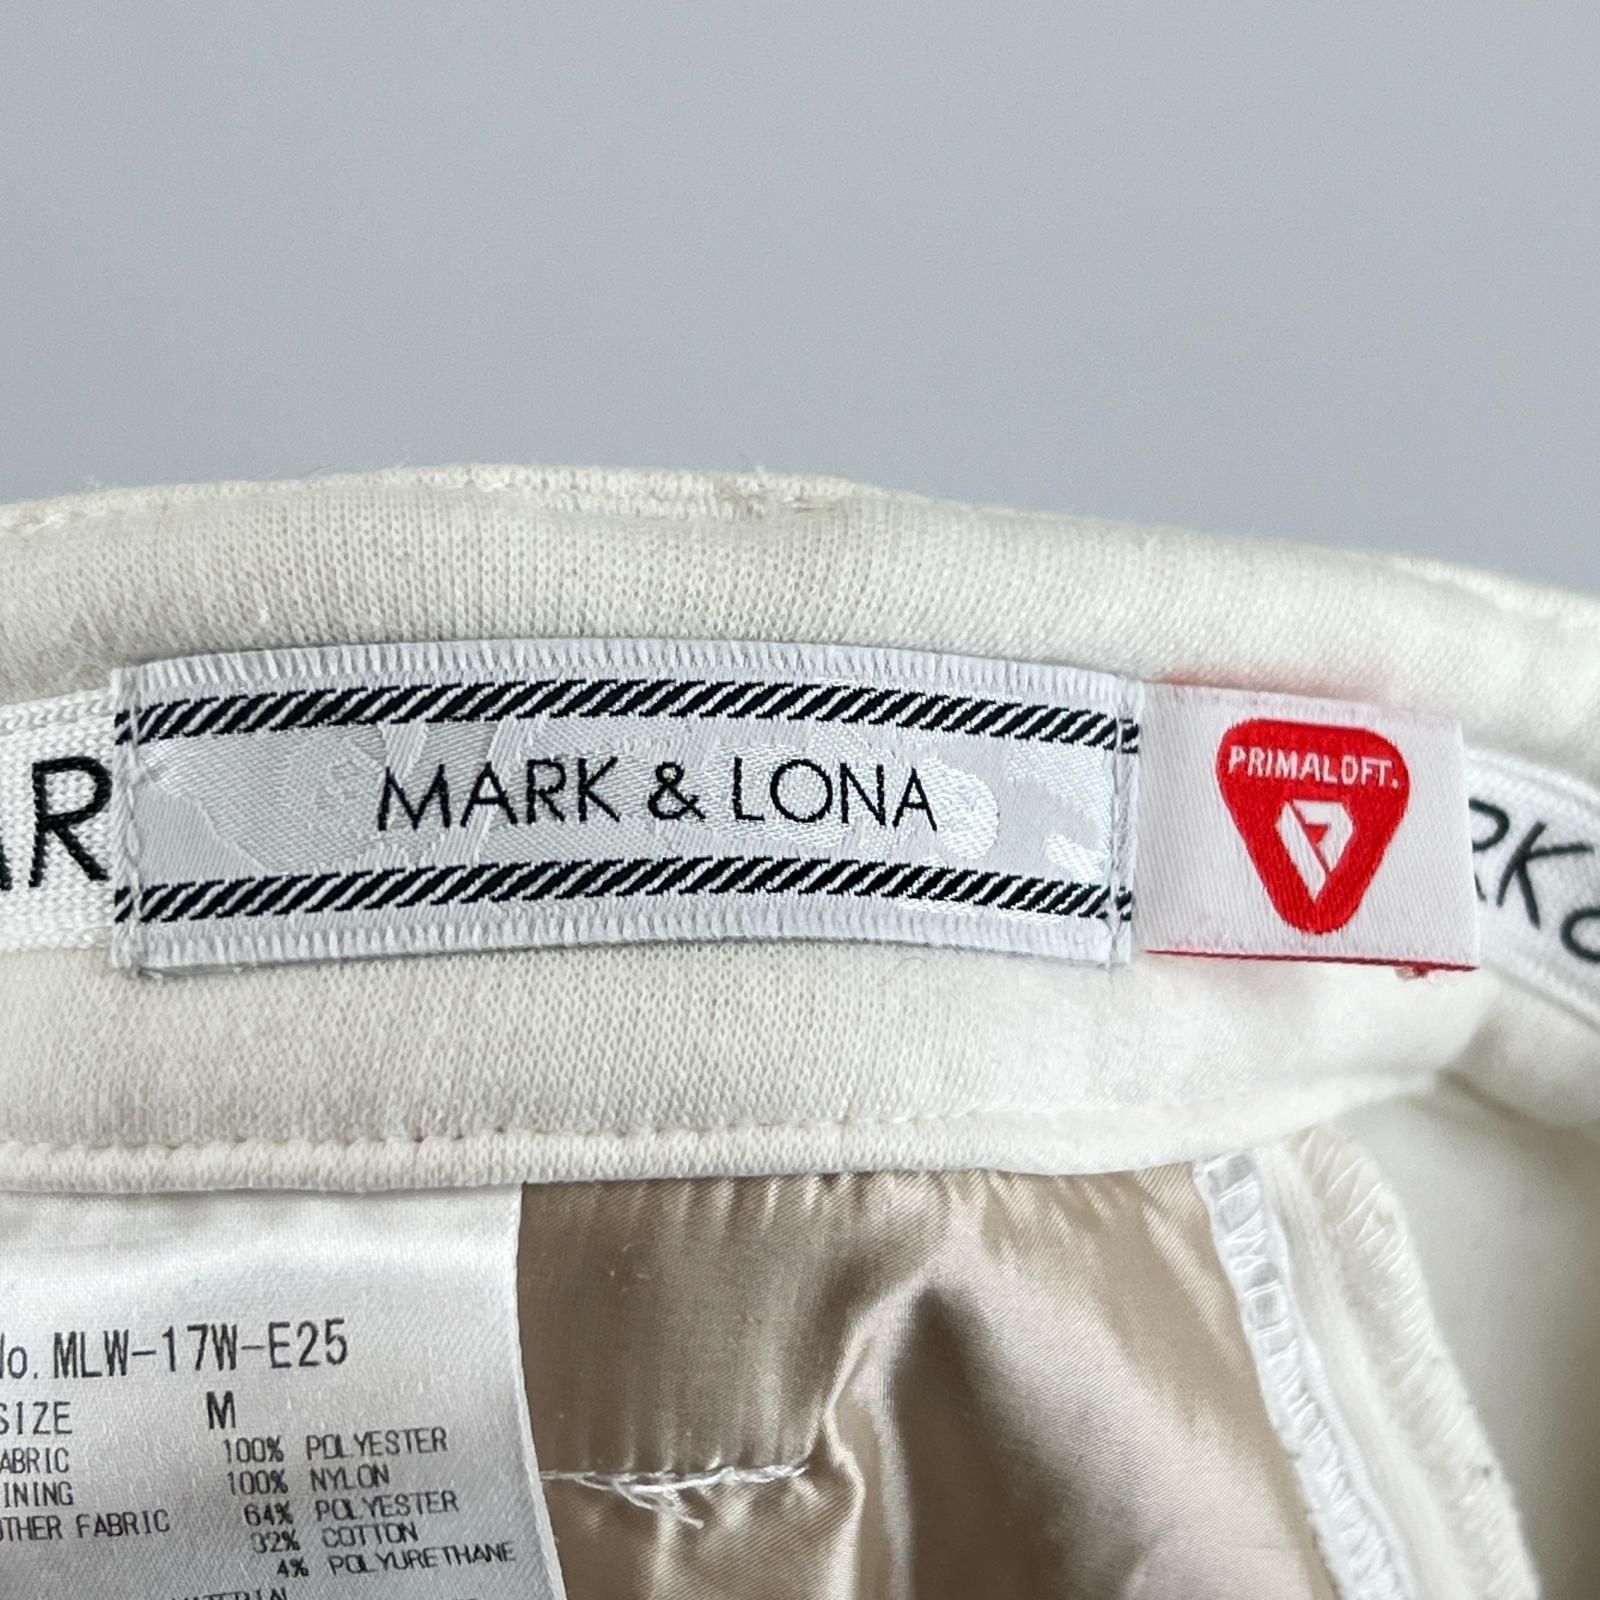 AR
MARK & LONA
PRIMALOFT.
RK &
No. MLW-17W-E25
SIZE M
ABRIC 100% POLYESTER
INING 100% NYLON
OTHER FABRIC 64% POLYESTER
32% COTTON
4% POLYURETHANE